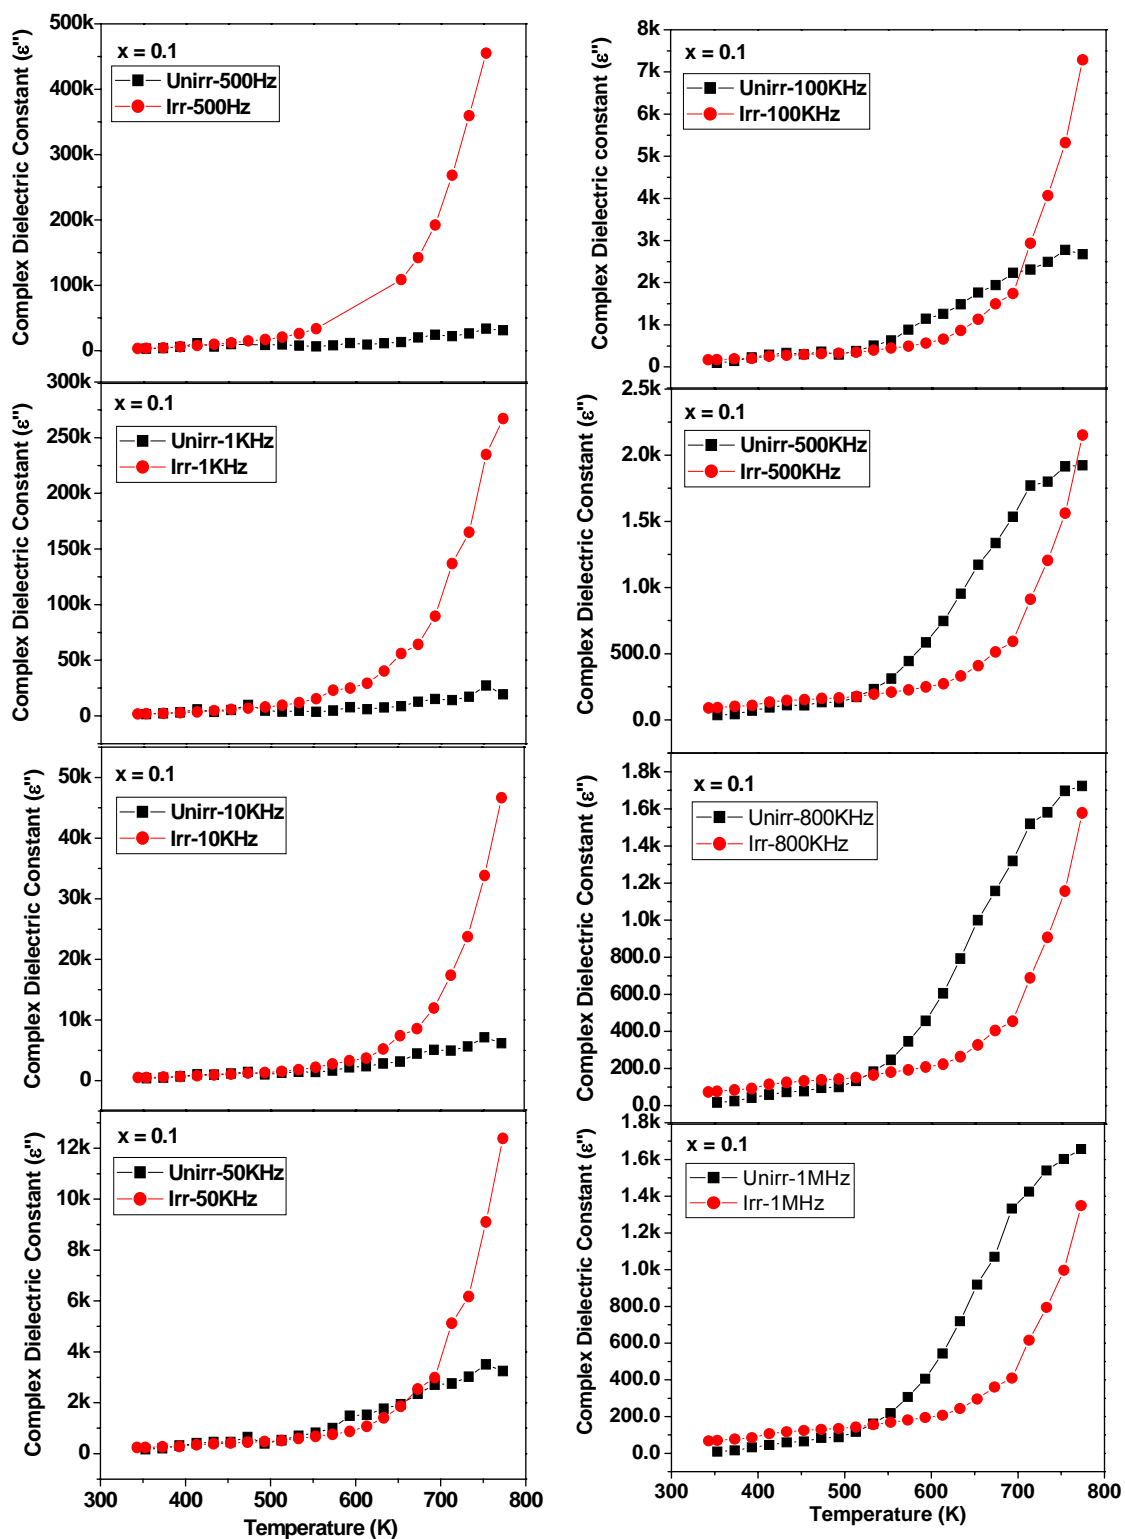 Complex Dielectric Constant (ε'')
500k
400k
300k
200k
100k
0
x = 0.1
Unirr-500Hz
Irr-500Hz
Complex Dielectric Constant (ε'')
300k
250k
200k
150k
100k
50k
0
x = 0.1
Unirr-1KHz
Irr-1KHz
Complex Dielectric Constant (ε'')
50k
40k
30k
20k
10k
0
x = 0.1
Unirr-10KHz
Irr-10KHz
Complex Dielectric Constant (ε'')
12k
10k
8k
6k
4k
2k
0
x = 0.1
Unirr-50KHz
Irr-50KHz
300 400 500 600 700 800
Temperature (K)
Complex Dielectric constant (ε'')
8k
7k
6k
5k
4k
3k
2k
1k
0
x = 0.1
Unirr-100KHz
Irr-100KHz
300 400 500 600 700 800
Complex Dielectric Constant (ε'')
2.5k
2.0k
1.5k
1.0k
500.0
0.0
x = 0.1
Unirr-500KHz
Irr-500KHz
Complex Dielectric Constant (ε'')
1.8k
1.6k
1.4k
1.2k
1.0k
800.0
600.0
400.0
200.0
0.0
x = 0.1
Unirr-800KHz
Irr-800KHz
Complex Dielectric Constant (ε'')
1.8k
1.6k
1.4k
1.2k
1.0k
800.0
600.0
400.0
200.0
0.0
x = 0.1
Unirr-1MHz
Irr-1MHz
300 400 500 600 700 800
Temperature (K)